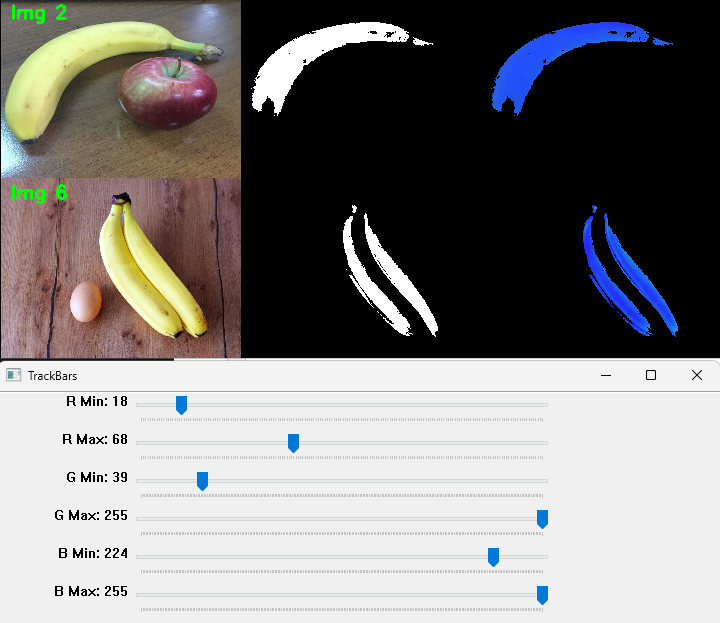 Img 2
Img 6
TrackBars
R Min: 18
R Max: 68
G Min: 39
G Max: 255
B Min: 224
B Max: 255